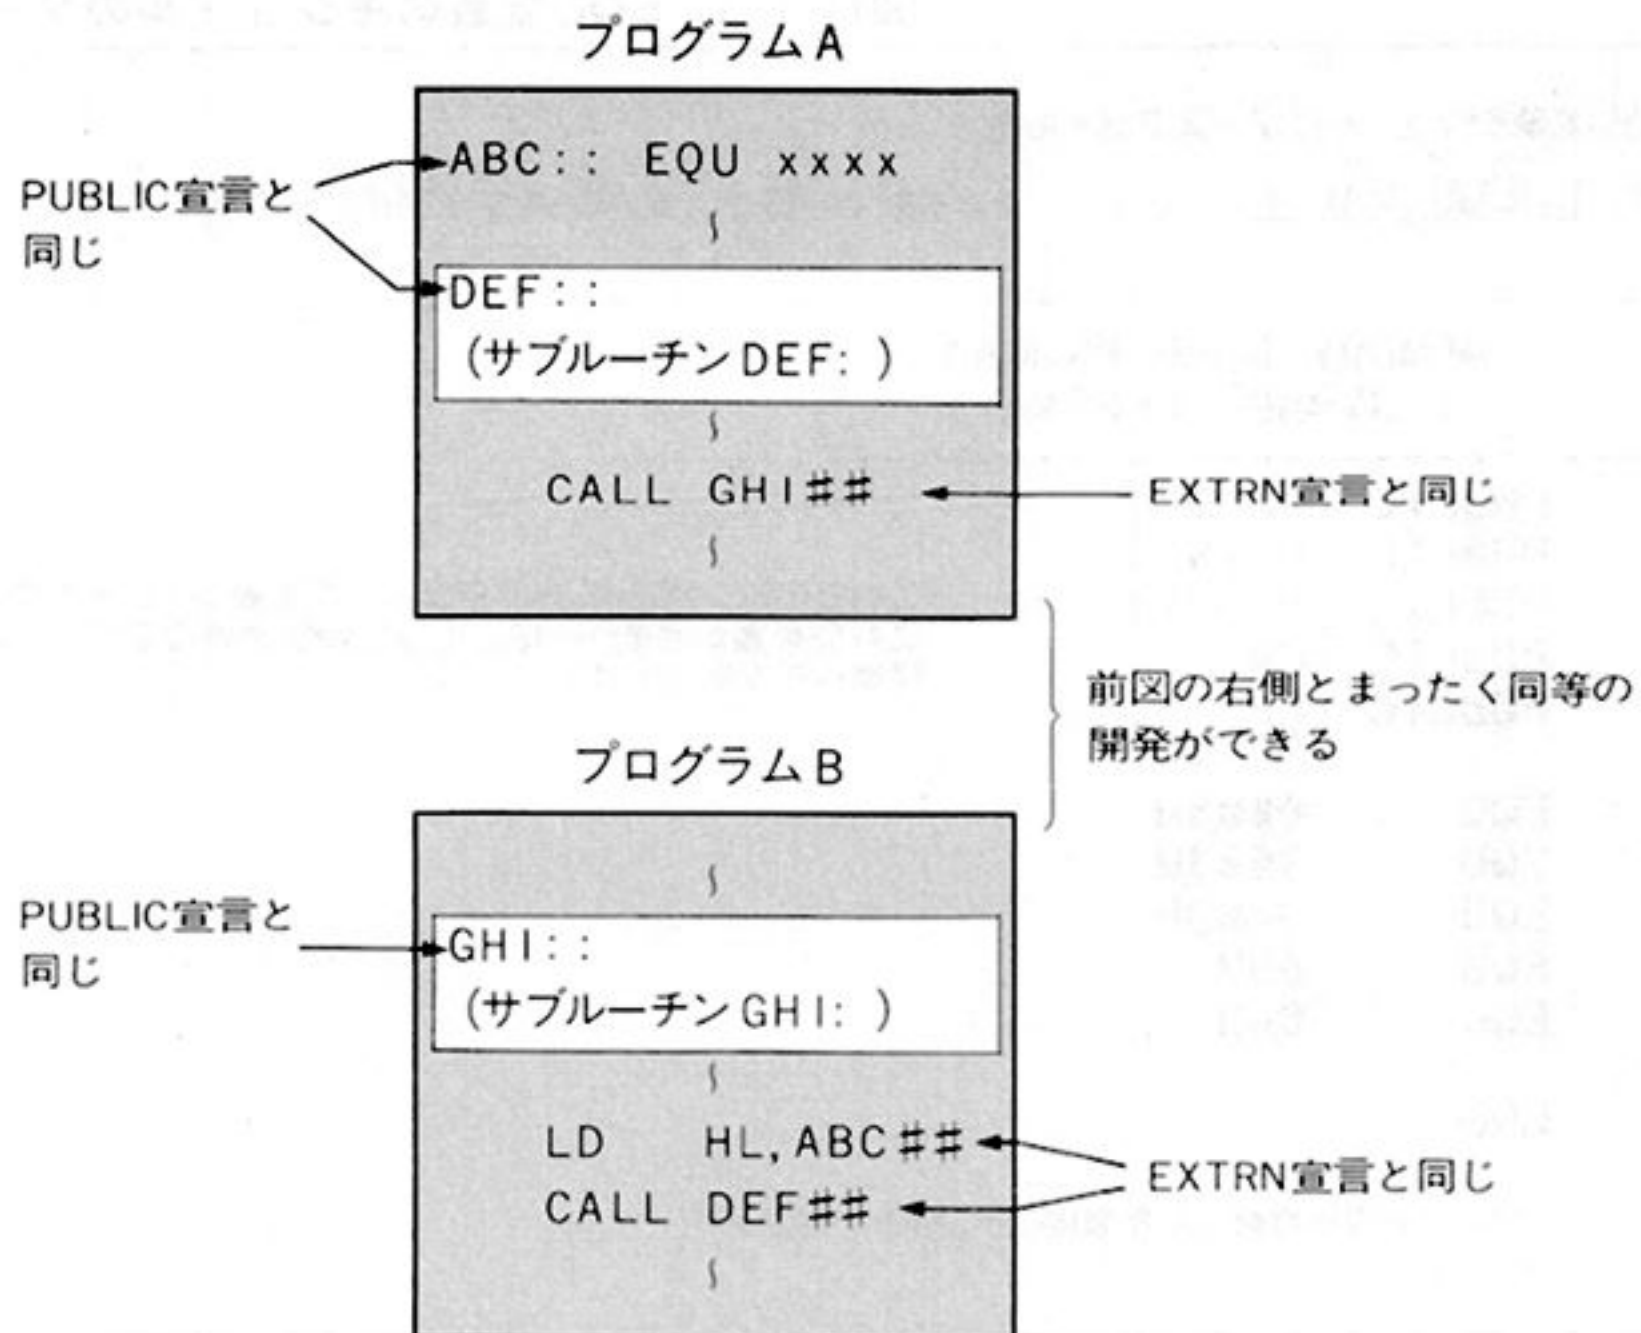 プログラムA
ABC:: EQU xxxx
PUBLIC宣言と
同じ
DEF::
(サブルーチンDEF: )
CALL GHI##
EXTRN宣言と同じ
前図の右側とまったく同等の
開発ができる
プログラムB
PUBLIC宣言と
同じ
GHI::
(サブルーチンGHI: )
LD HL,ABC##
CALL DEF##
EXTRN宣言と同じ